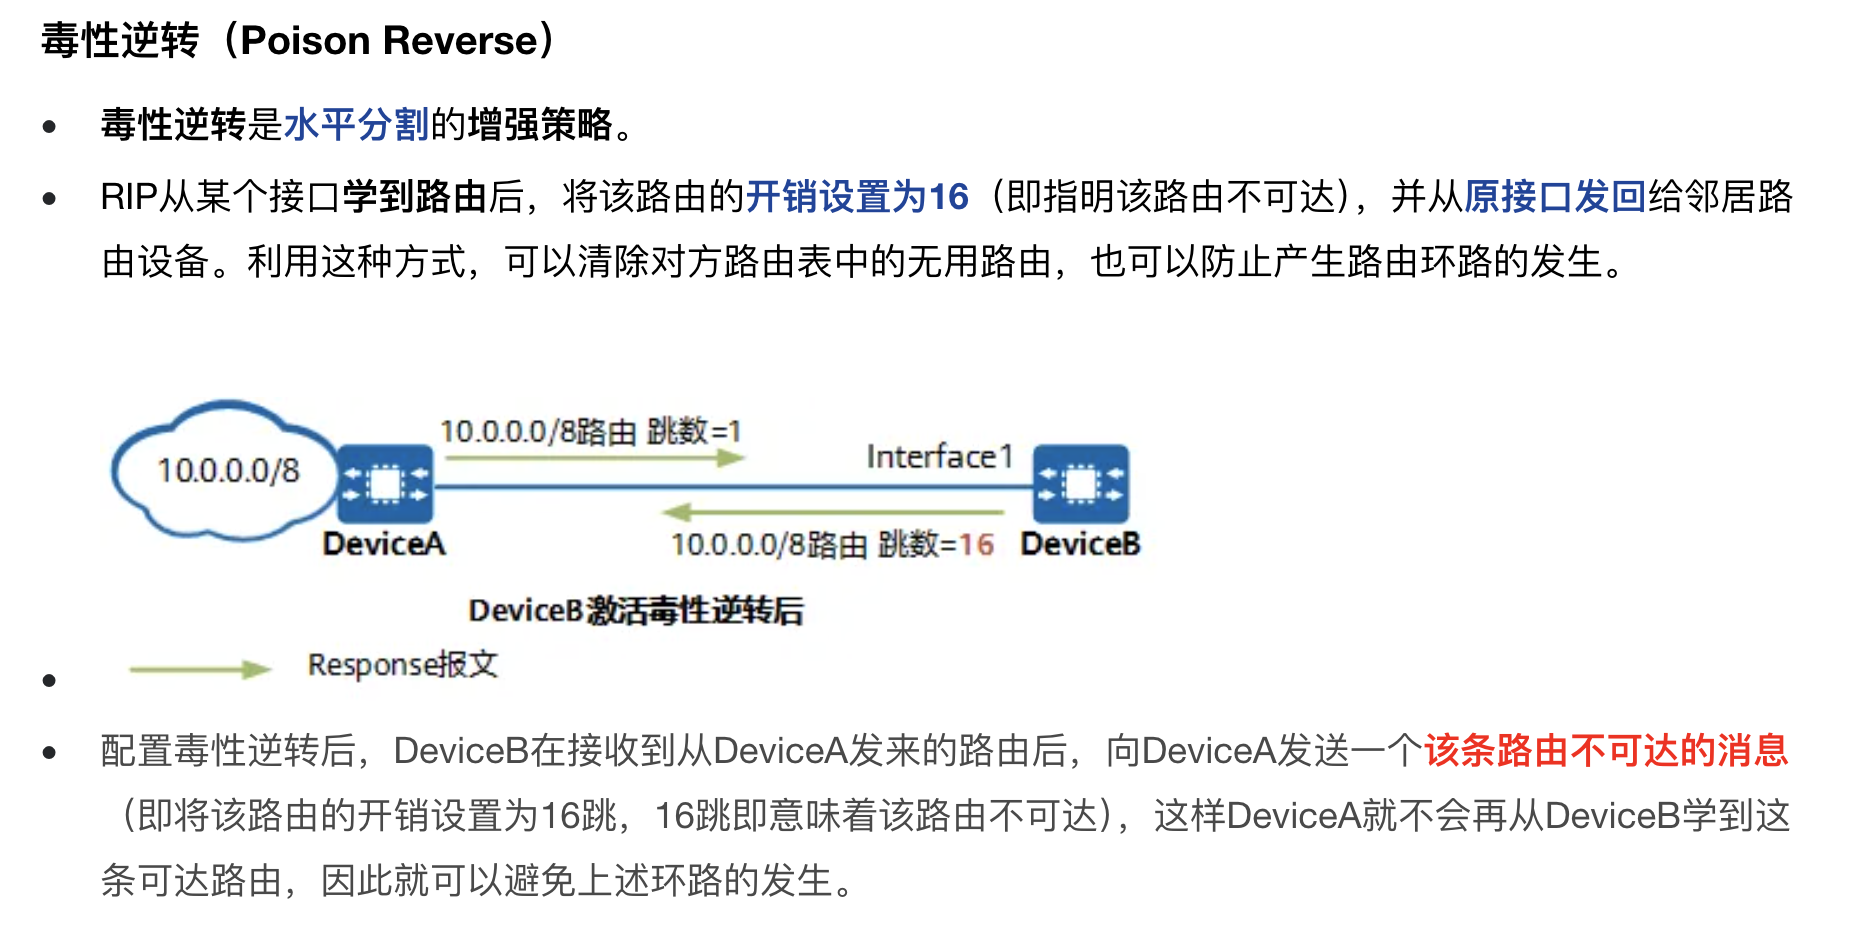 毒性逆转（Poison Reverse）
毒性逆转是水平分割的增强策略。
RIP从某个接口学到路由后，将该路由的开销设置为16（即指明该路由不可达），并从原接口发回给邻居路
由设备。利用这种方式，可以清除对方路由表中的无用路由，也可以防止产生路由环路的发生。
10.0.0.0/8路由 跳数=1
Interface1
10.0.0.0/8
10.0.0.0/8路由 跳数=16
DeviceA
DeviceB
DeviceB激活毒性逆转后
Response报文
配置毒性逆转后，DeviceB在接收到从DeviceA发来的路由后，向DeviceA发送一个该条路由不可达的消息
（即将该路由的开销设置为16跳，16跳即意味着该路由不可达），这样DeviceA就不会再从DeviceB学到这
条可达路由，因此就可以避免上述环路的发生。